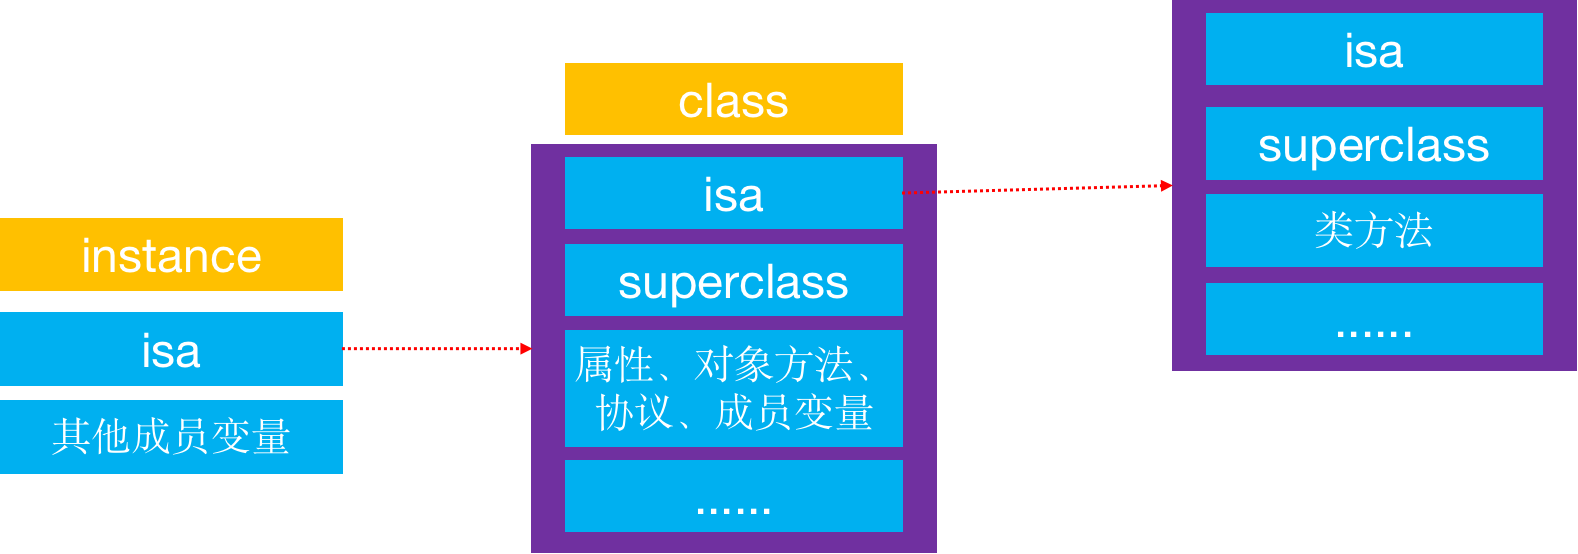 instance
isa
其他成员变量
class
isa
superclass
属性、对象方法、
协议、成员变量
......
isa
superclass
类方法
......